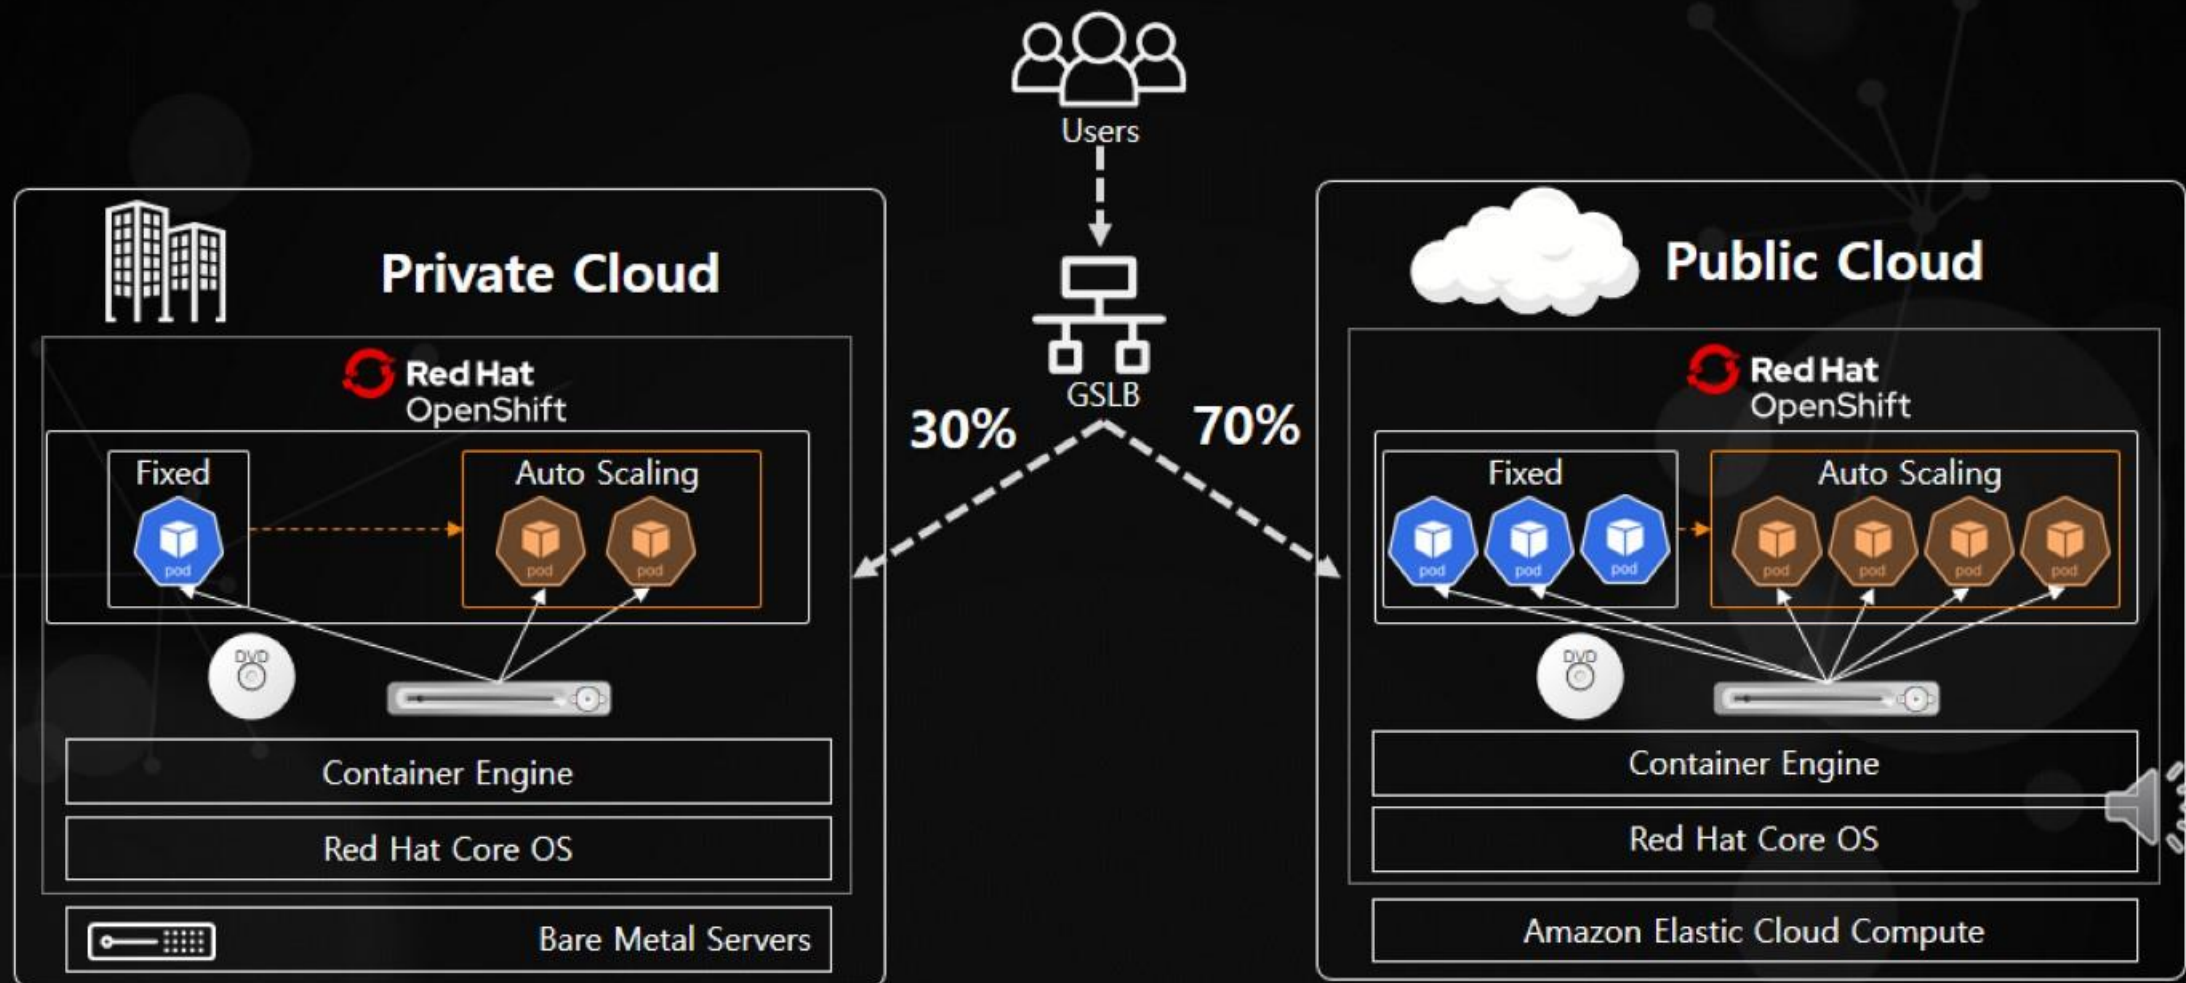 Users
GSLB
30%
70%
Private Cloud
Red Hat
OpenShift
Fixed
Auto Scaling
pod
pod
pod
DVD
Container Engine
Red Hat Core OS
Bare Metal Servers
Public Cloud
Red Hat
OpenShift
Fixed
Auto Scaling
pod
pod
pod
pod
pod
pod
pod
DVD
Container Engine
Red Hat Core OS
Amazon Elastic Cloud Compute